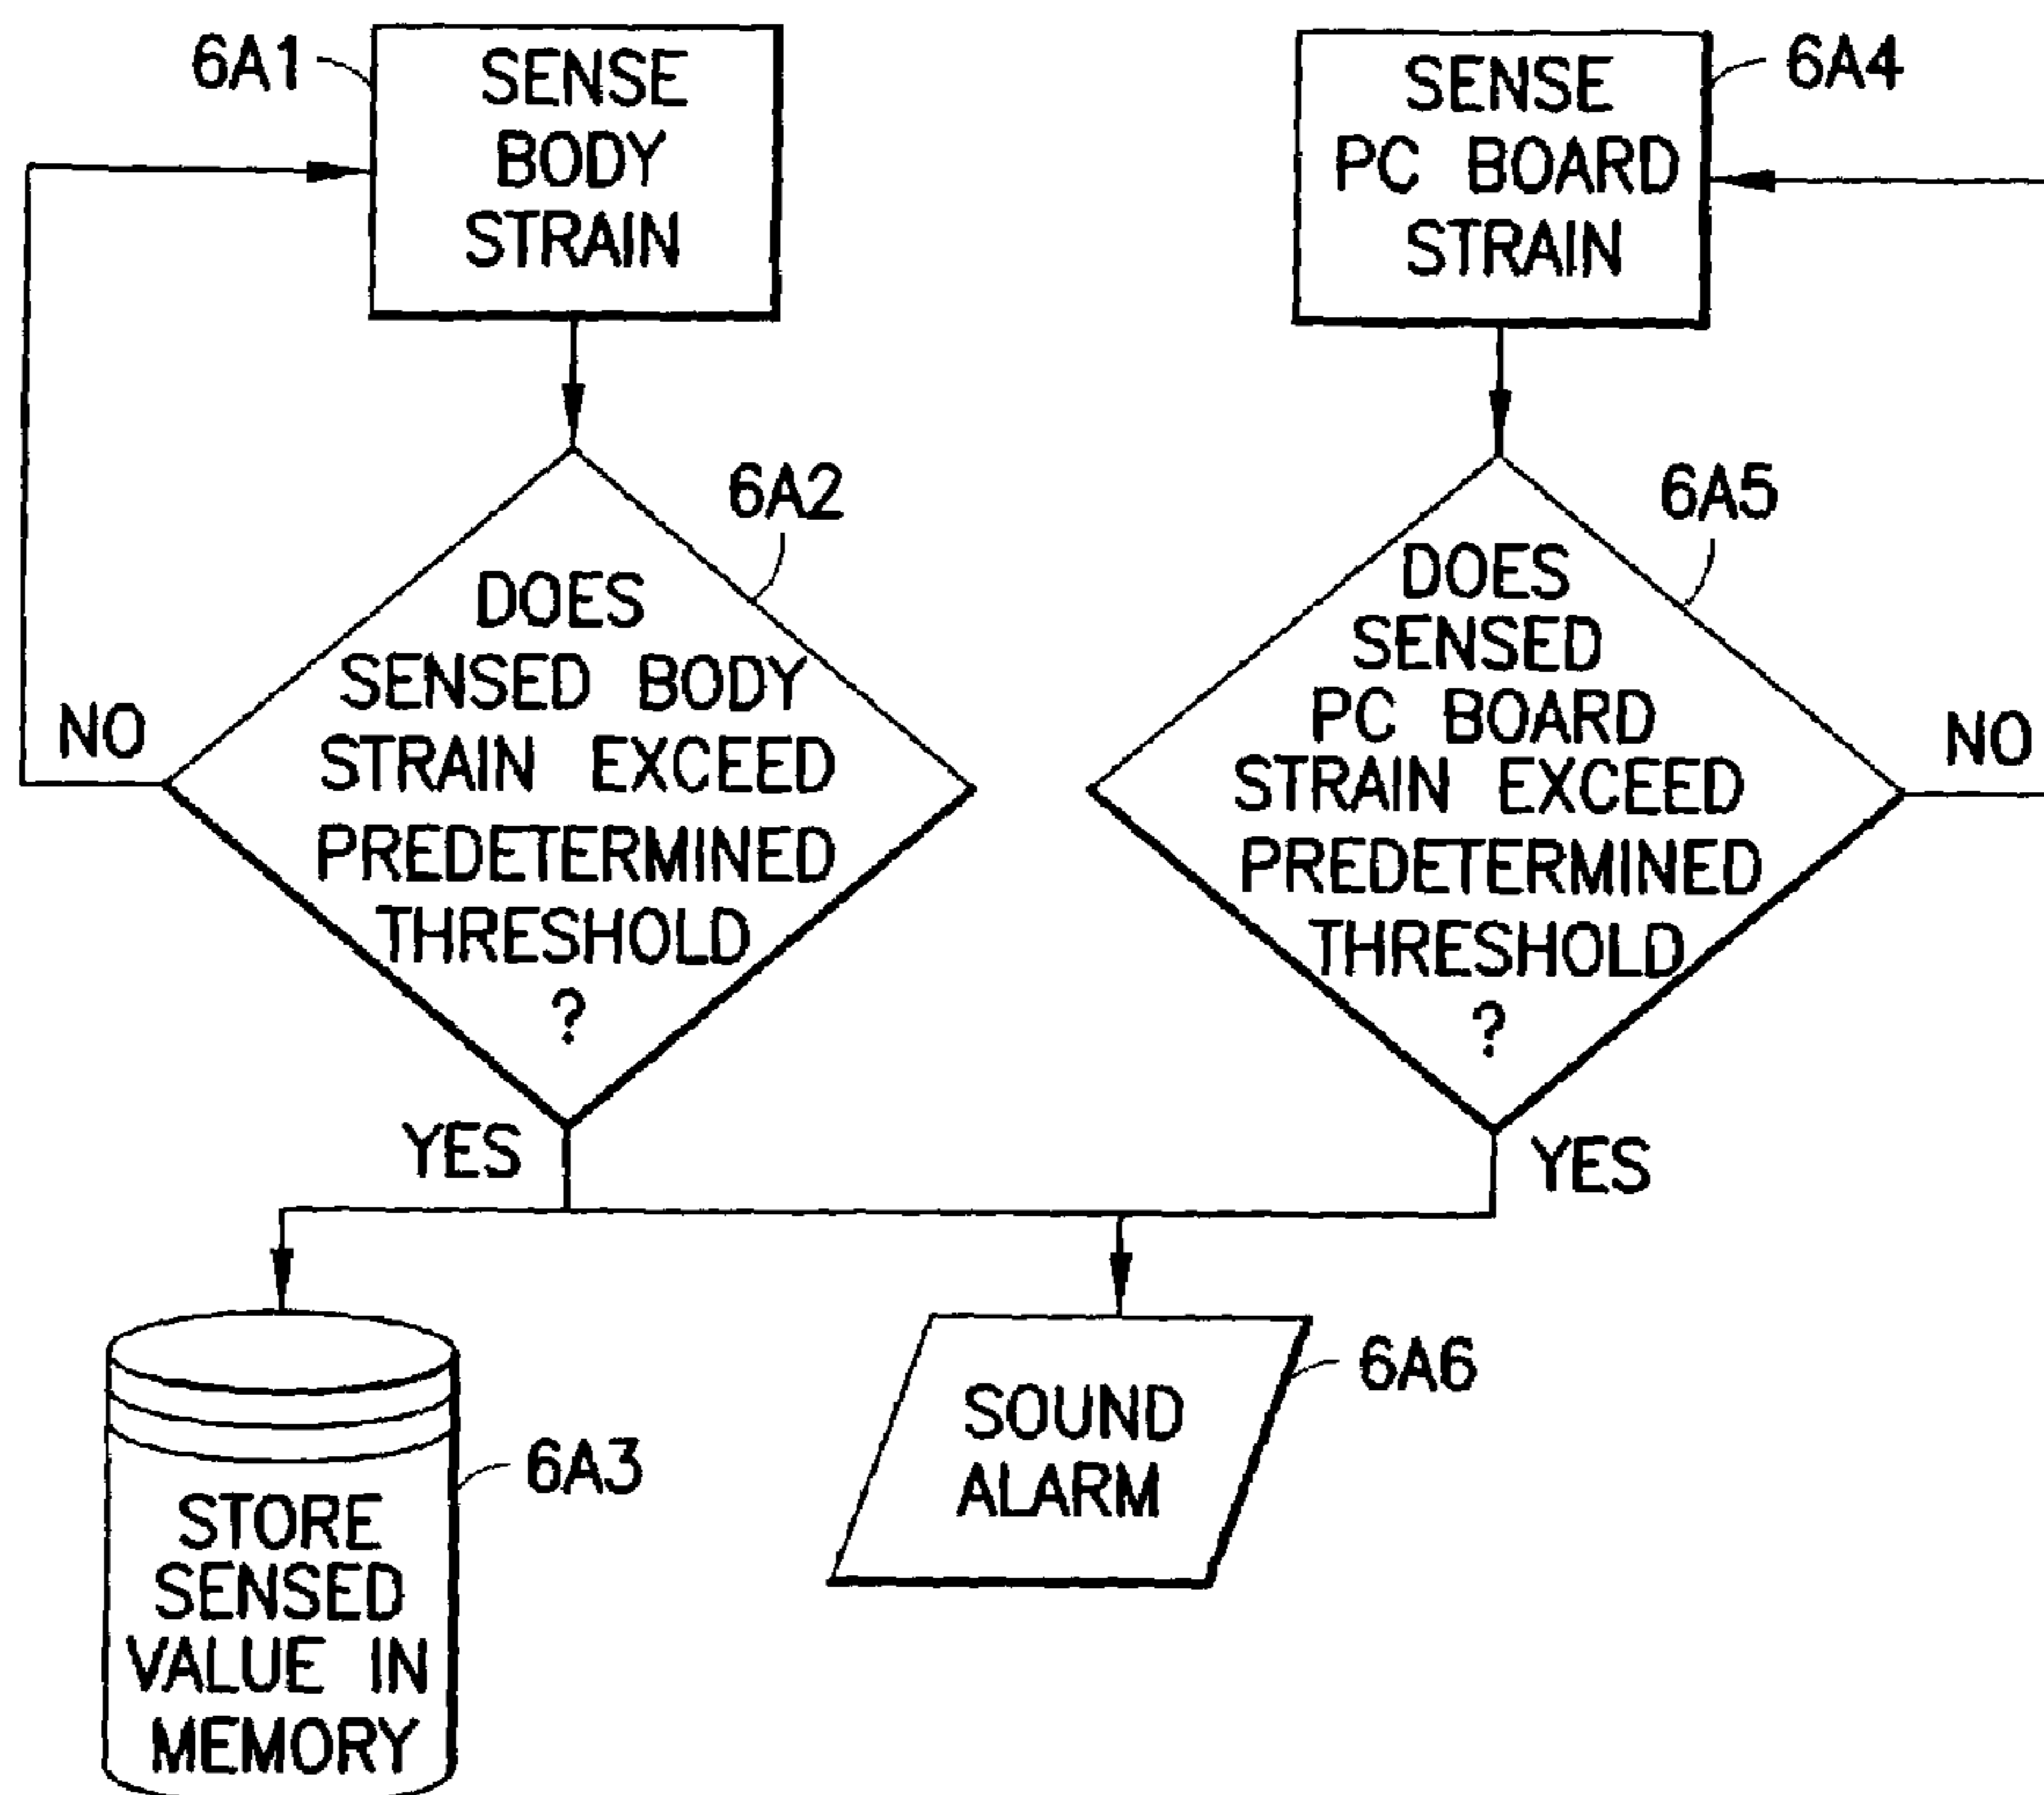 6A1
SENSE
BODY
STRAIN
6A4
SENSE
PC BOARD
STRAIN
6A2
DOES
SENSED BODY
STRAIN EXCEED
PREDETERMINED
THRESHOLD
?
NO
YES
6A5
DOES
SENSED
PC BOARD
STRAIN EXCEED
PREDETERMINED
THRESHOLD
?
NO
YES
6A3
STORE
SENSED
VALUE IN
MEMORY
6A6
SOUND
ALARM